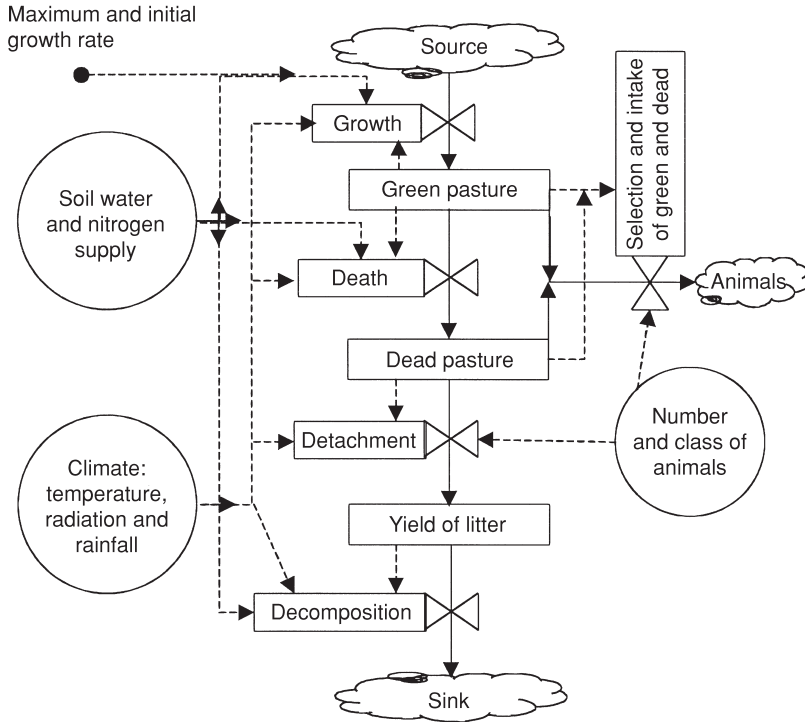 Maximum and initial
growth rate
Source
Growth
Selection and intake
of green and dead
Soil water
and nitrogen
supply
Green pasture
Death
Animals
Dead pasture
Detachment
Number
and class of
animals
Climate:
temperature,
radiation and
rainfall
Yield of litter
Decomposition
Sink